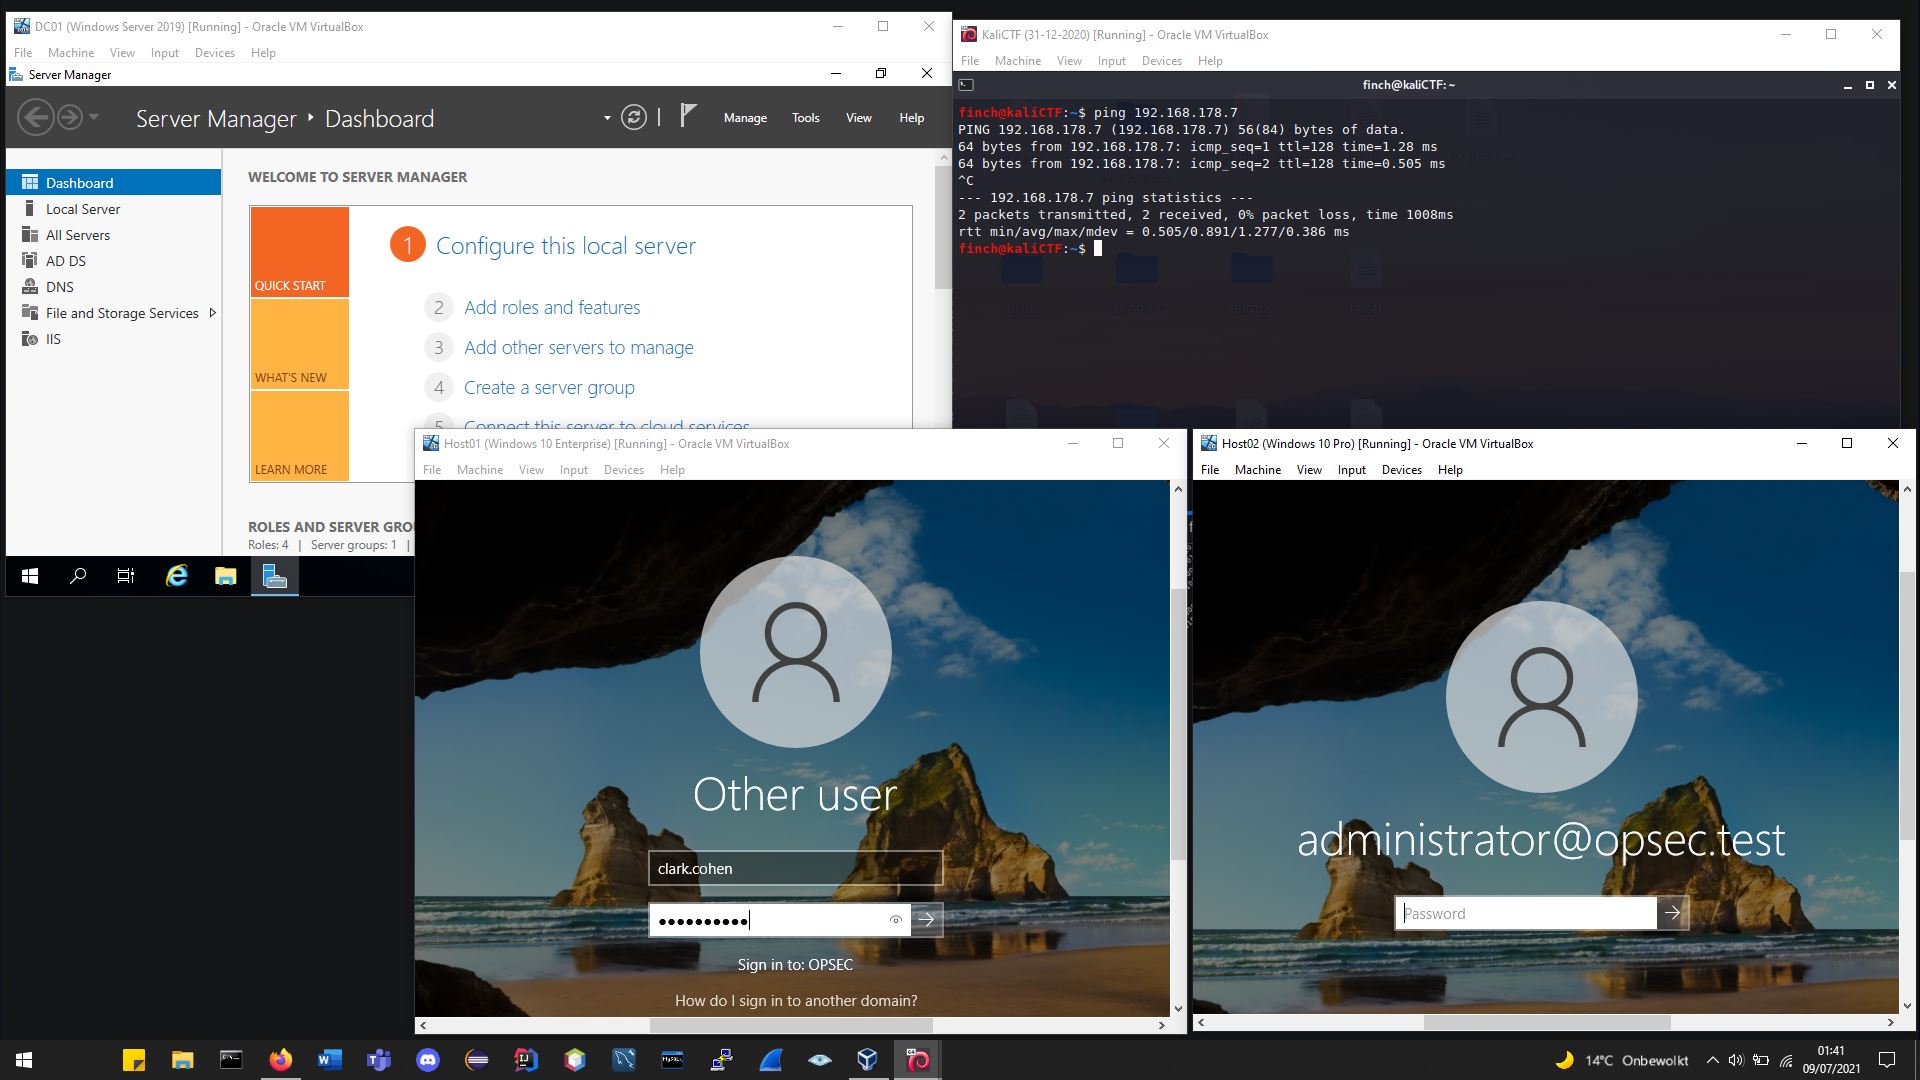 DC01 (Windows Server 2019) [Running] - Oracle VM VirtualBox
File Machine View Input Devices Help
Server Manager
Server Manager Dashboard
Manage Tools View Help
Dashboard
Local Server
All Servers
AD DS
DNS
File and Storage Services
IIS
WELCOME TO SERVER MANAGER
QUICK START
WHAT'S NEW
LEARN MORE
1 Configure this local server
2 Add roles and features
3 Add other servers to manage
4 Create a server group
5 Connect this server to cloud services
ROLES AND SERVER GRO
Roles: 4 | Server groups: 1 |
KaliCTF (31-12-2020) [Running] - Oracle VM VirtualBox
File Machine View Input Devices Help
finch@kaliCTF: ~
finch@kaliCTF:~$ ping 192.168.178.7
PING 192.168.178.7 (192.168.178.7) 56(84) bytes of data.
64 bytes from 192.168.178.7: icmp_seq=1 ttl=128 time=1.28 ms
64 bytes from 192.168.178.7: icmp_seq=2 ttl=128 time=0.505 ms
^C
--- 192.168.178.7 ping statistics ---
2 packets transmitted, 2 received, 0% packet loss, time 1008ms
rtt min/avg/max/mdev = 0.505/0.891/1.277/0.386 ms
finch@kaliCTF:~$
Host01 (Windows 10 Enterprise) [Running] - Oracle VM VirtualBox
File Machine View Input Devices Help
Other user
clark.cohen
Sign in to: OPSEC
How do I sign in to another domain?
Host02 (Windows 10 Pro) [Running] - Oracle VM VirtualBox
File Machine View Input Devices Help
administrator@opsec.test
Password
14°C Onbewolkt
01:41
09/07/2021